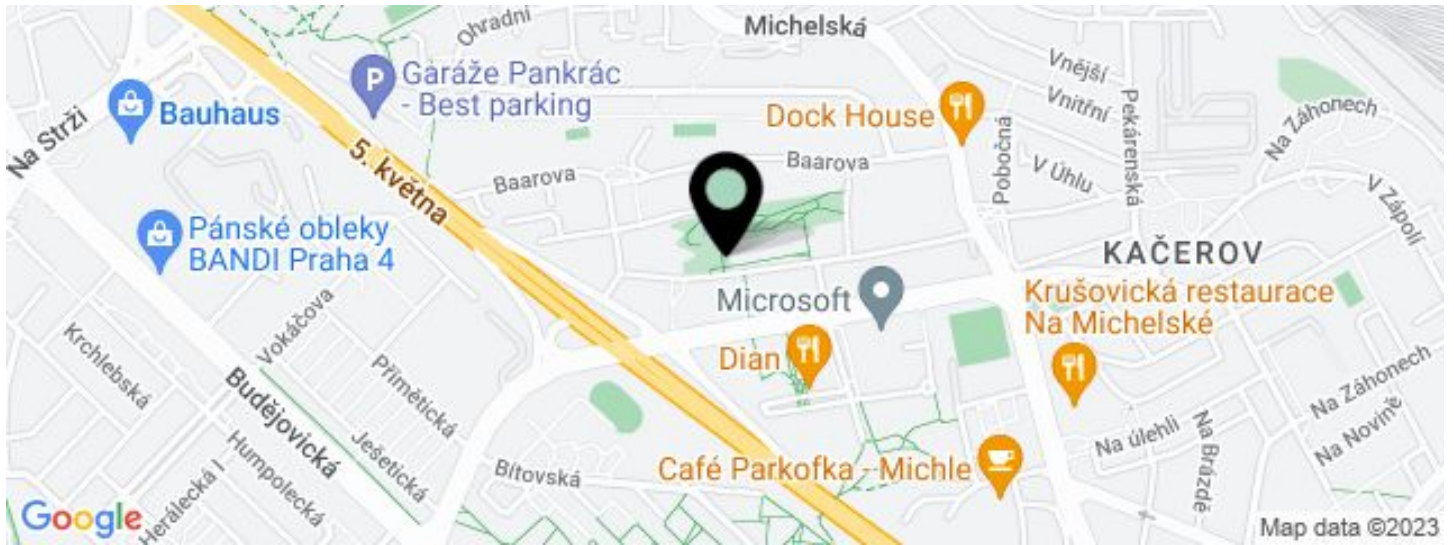 Ohradní
Michelská
Vnější
Garáže Pankrác
- Best parking
Vnitřní
Pekárenská
Bauhaus
Dock House
Na Záhonech
Na Strži
5. května
Baarova
Baarova
Pobočná
V Úhlu
V Zápolí
Pánské obleky
BANDI Praha 4
KAČEROV
Microsoft
Krušovická restaurace
Na Michelské
Vokáčova
Krchlebská
Dian
Přímětická
Budějovická
Na Záhonech
Ješetická
Na Novině
Na úlehli
Na Brázdě
Humpolecká
Bítovská
Café Parkofka - Michle
Herálecká I
Google
Map data ©2023